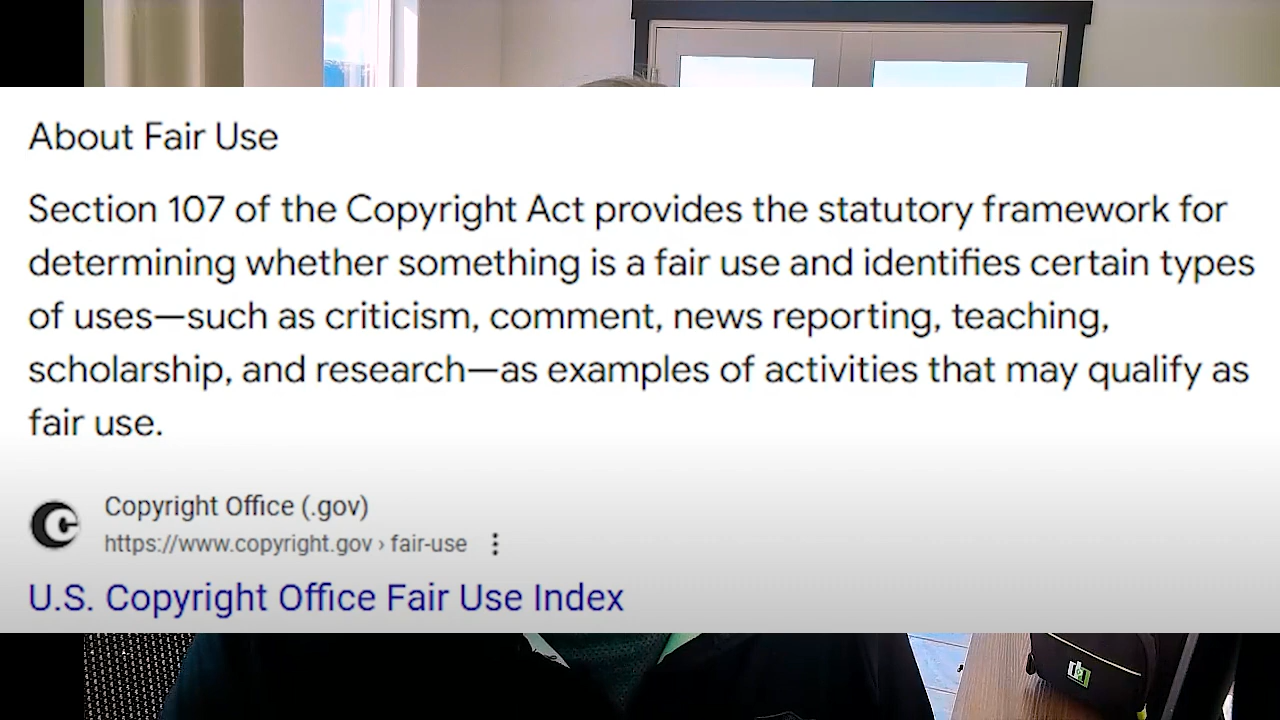 About Fair Use
Section 107 of the Copyright Act provides the statutory framework for
determining whether something is a fair use and identifies certain types
of uses—such as criticism, comment, news reporting, teaching,
scholarship, and research—as examples of activities that may qualify as
fair use.
Copyright Office (.gov)
https://www.copyright.gov › fair-use
U.S. Copyright Office Fair Use Index